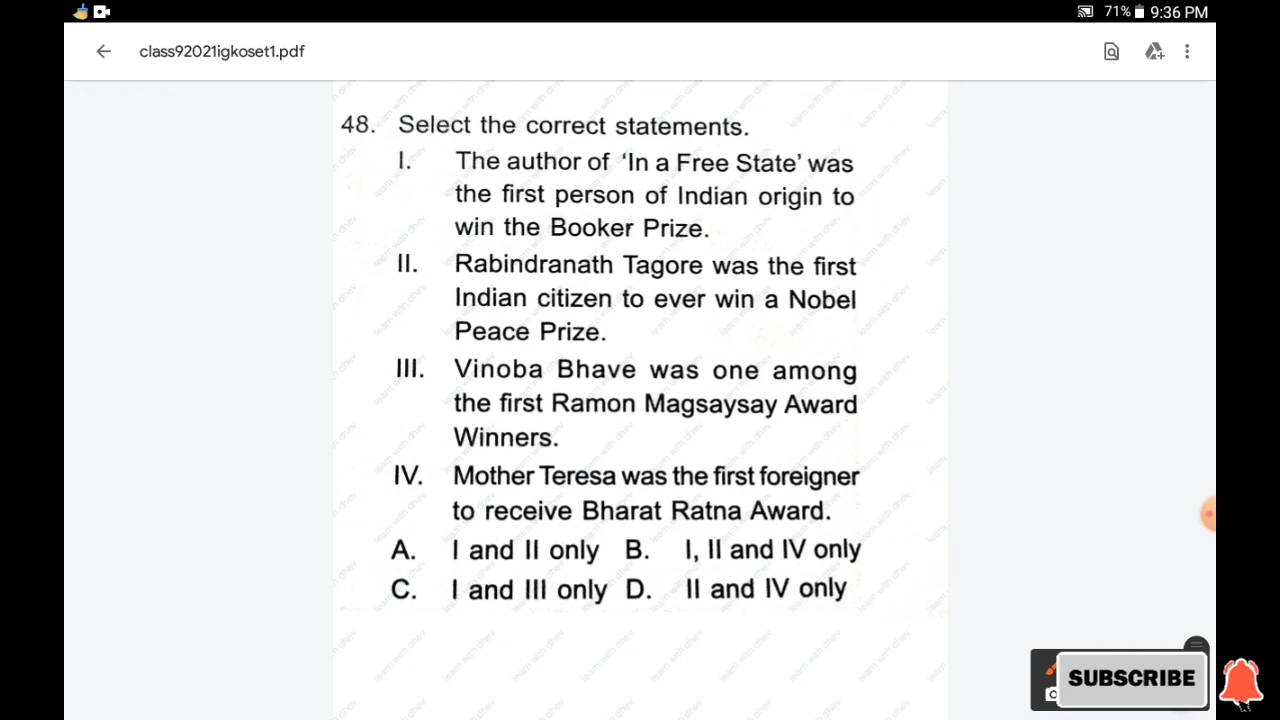 71% 9:36 PM
class92021igkoset1.pdf
48. Select the correct statements.
I. The author of ‘In a Free State’ was
the first person of Indian origin to
win the Booker Prize.
II. Rabindranath Tagore was the first
Indian citizen to ever win a Nobel
Peace Prize.
III. Vinoba Bhave was one among
the first Ramon Magsaysay Award
Winners.
IV. Mother Teresa was the first foreigner
to receive Bharat Ratna Award.
A. I and II only B. I, II and IV only
C. I and III only D. II and IV only
learn with dhev
SUBSCRIBE